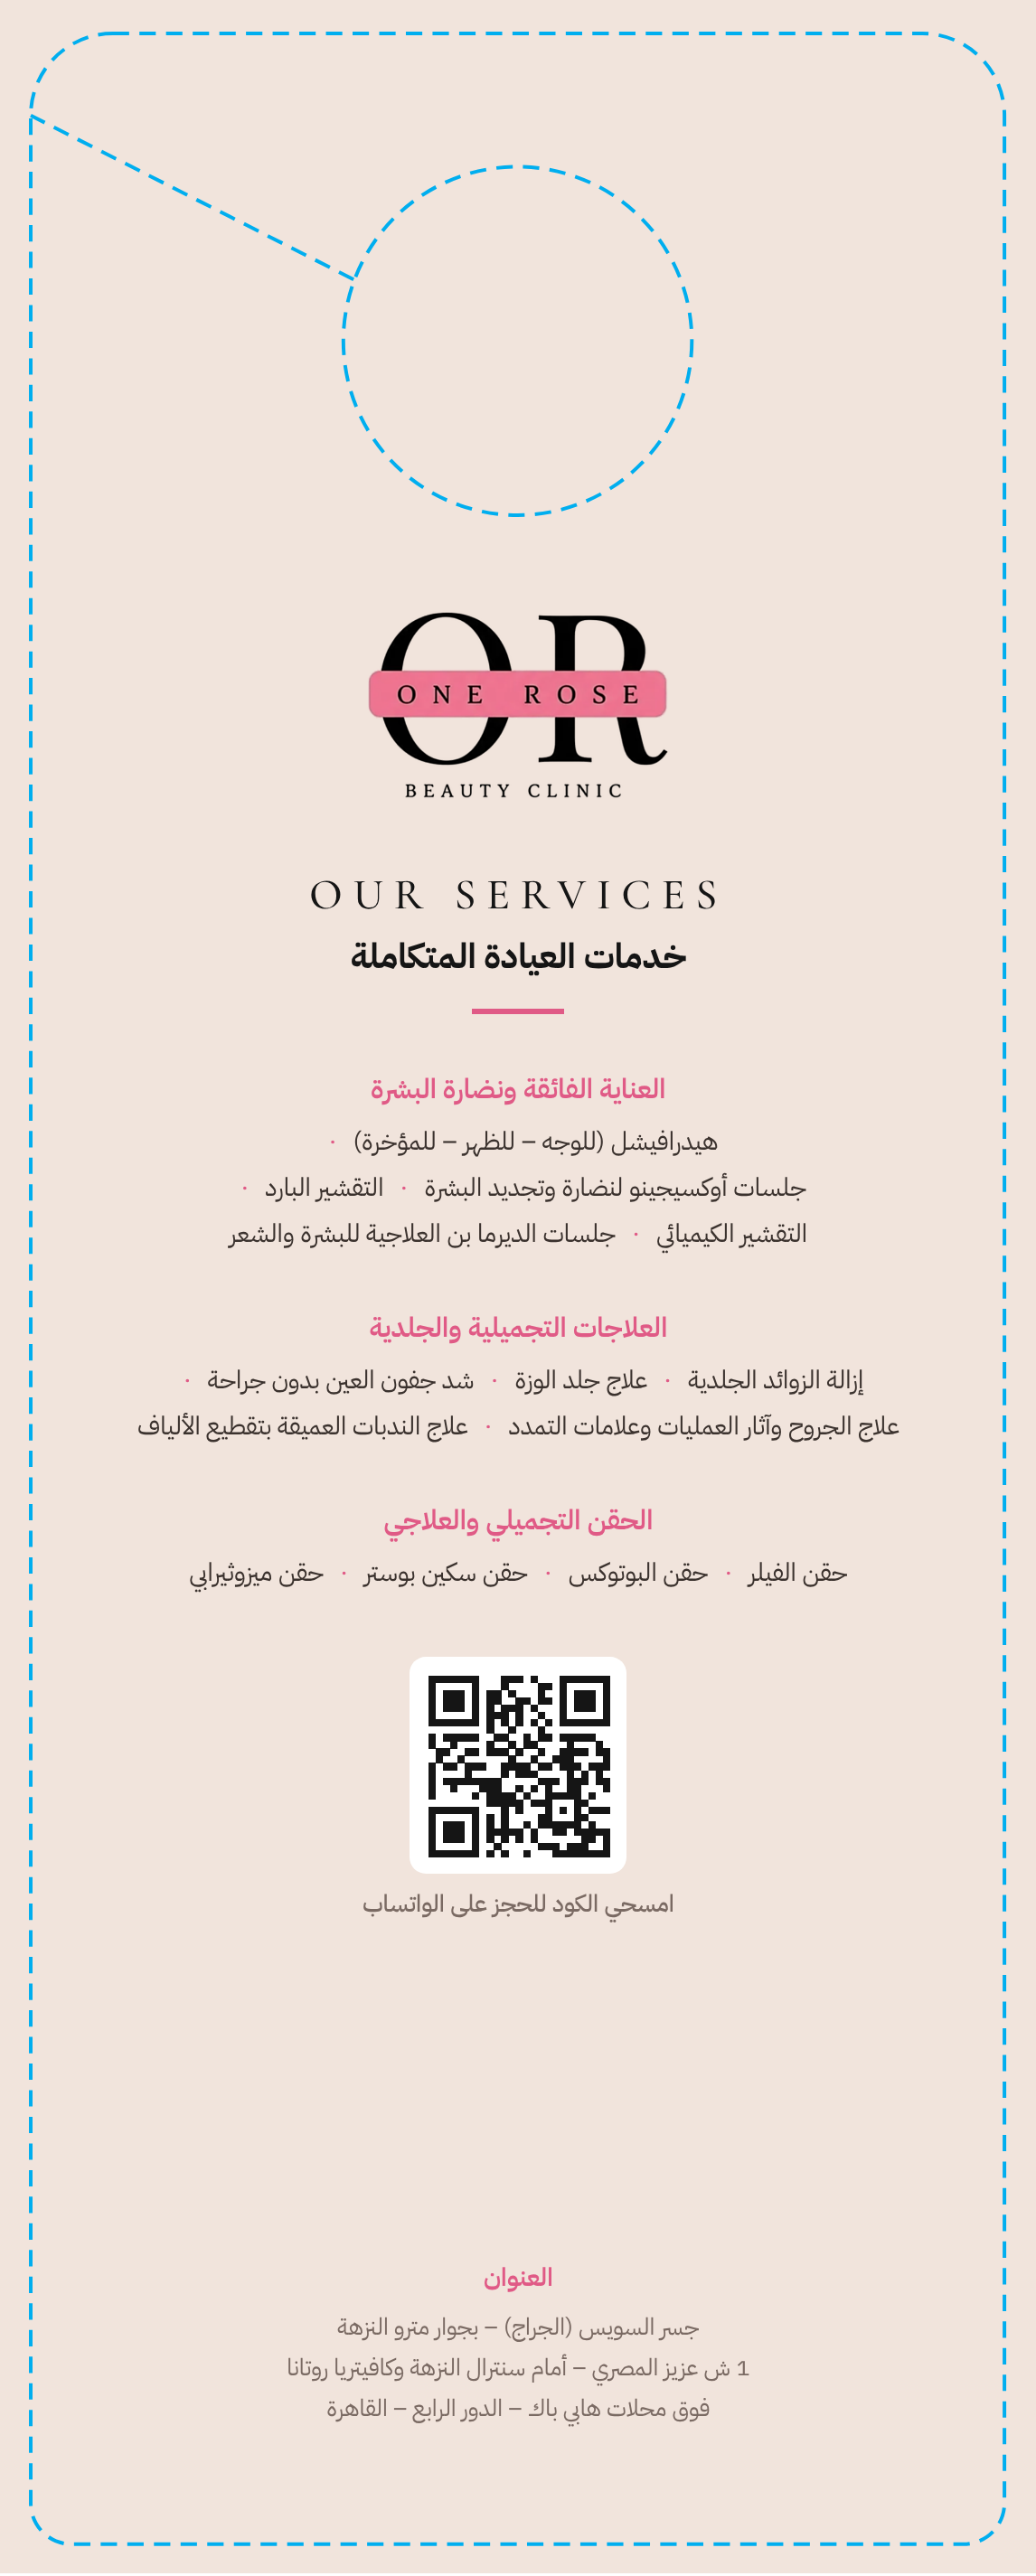 OR
ONE ROSE
BEAUTY CLINIC
OUR SERVICES
خدمات العيادة المتكاملة
العناية الفائقة ونضارة البشرة
هيدرافيشل (للوجه – للظهر – للمؤخرة) ·
جلسات أوكسيجينو لنضارة وتجديد البشرة · التقشير البارد ·
التقشير الكيميائي · جلسات الديرما بن العلاجية للبشرة والشعر
العلاجات التجميلية والجلدية
إزالة الزوائد الجلدية · علاج جلد الوزة · شد جفون العين بدون جراحة ·
علاج الجروح وآثار العمليات وعلامات التمدد · علاج الندبات العميقة بتقطيع الألياف
الحقن التجميلي والعلاجي
حقن الفيلر · حقن البوتوكس · حقن سكين بوستر · حقن ميزوثيرابي
امسحي الكود للحجز على الواتساب
العنوان
جسر السويس (الجراج) – بجوار مترو النزهة
1 ش عزيز المصري – أمام سنترال النزهة وكافيتريا روتانا
فوق محلات هابي باك – الدور الرابع – القاهرة